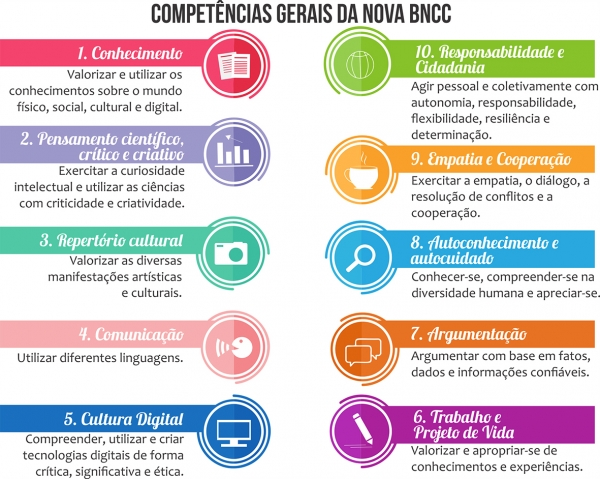 COMPETÊNCIAS GERAIS DA NOVA BNCC
1. Conhecimento
Valorizar e utilizar os
conhecimentos sobre o mundo
físico, social, cultural e digital.
2. Pensamento científico,
crítico e criativo
Exercitar a curiosidade
intelectual e utilizar as ciências
com criticidade e criatividade.
3. Repertório cultural
Valorizar as diversas
manifestações artísticas
e culturais.
4. Comunicação
Utilizar diferentes linguagens.
5. Cultura Digital
Compreender, utilizar e criar
tecnologias digitais de forma
crítica, significativa e ética.
10. Responsabilidade e
Cidadania
Agir pessoal e coletivamente com
autonomia, responsabilidade,
flexibilidade, resiliência e
determinação.
9. Empatia e Cooperação
Exercitar a empatia, o diálogo, a
resolução de conflitos e a
cooperação.
8. Autoconhecimento e
autocuidado
Conhecer-se, compreender-se na
diversidade humana e apreciar-se.
7. Argumentação
Argumentar com base em fatos,
dados e informações confiáveis.
6. Trabalho e
Projeto de Vida
Valorizar e apropriar-se de
conhecimentos e experiências.